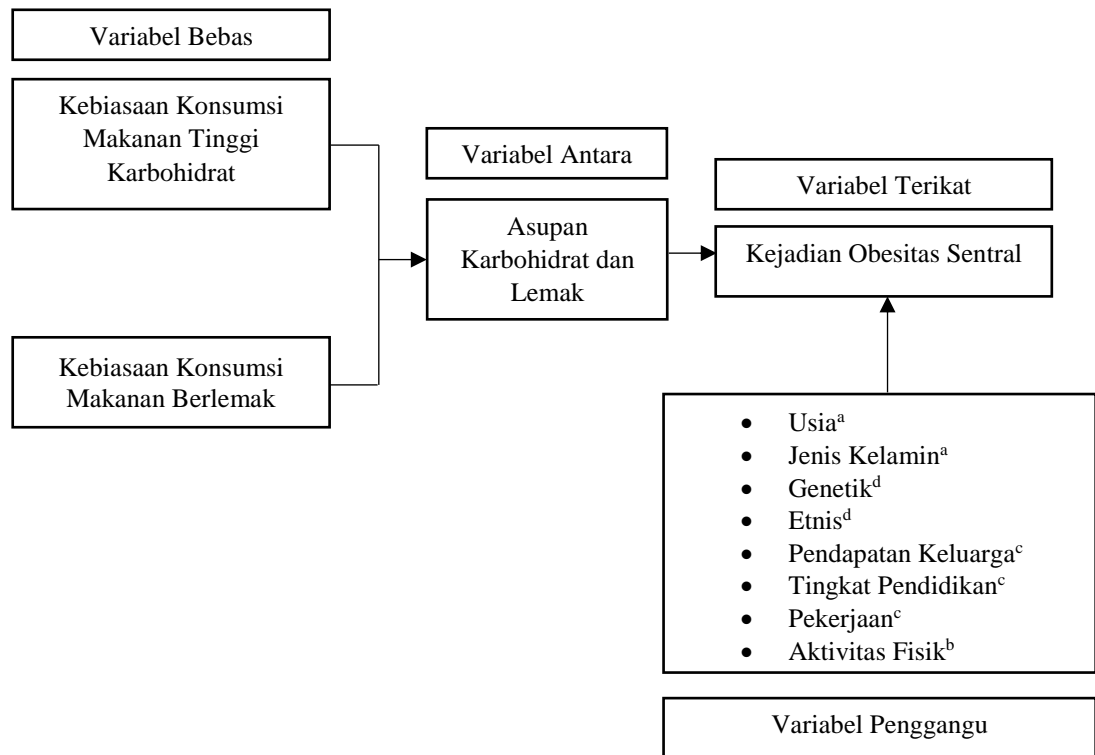 Variabel Bebas
Kebiasaan Konsumsi
Makanan Tinggi
Karbohidrat
Kebiasaan Konsumsi
Makanan Berlemak
Variabel Antara
Asupan
Karbohidrat dan
Lemak
Variabel Terikat
Kejadian Obesitas Sentral
• Usiaᵃ
• Jenis Kelaminᵃ
• Genetikᵈ
• Etnisᵈ
• Pendapatan Keluargaᶜ
• Tingkat Pendidikanᶜ
• Pekerjaanᶜ
• Aktivitas Fisikᵇ
Variabel Penggangu